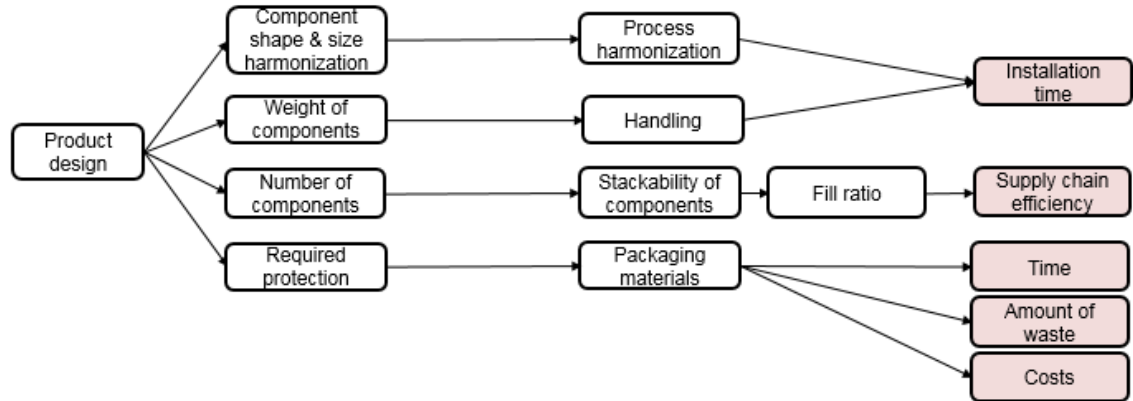 Component
shape & size
harmonization
Process
harmonization
Installation
time
Weight of
components
Handling
Product
design
Number of
components
Stackability of
components
Fill ratio
Supply chain
efficiency
Required
protection
Packaging
materials
Time
Amount of
waste
Costs